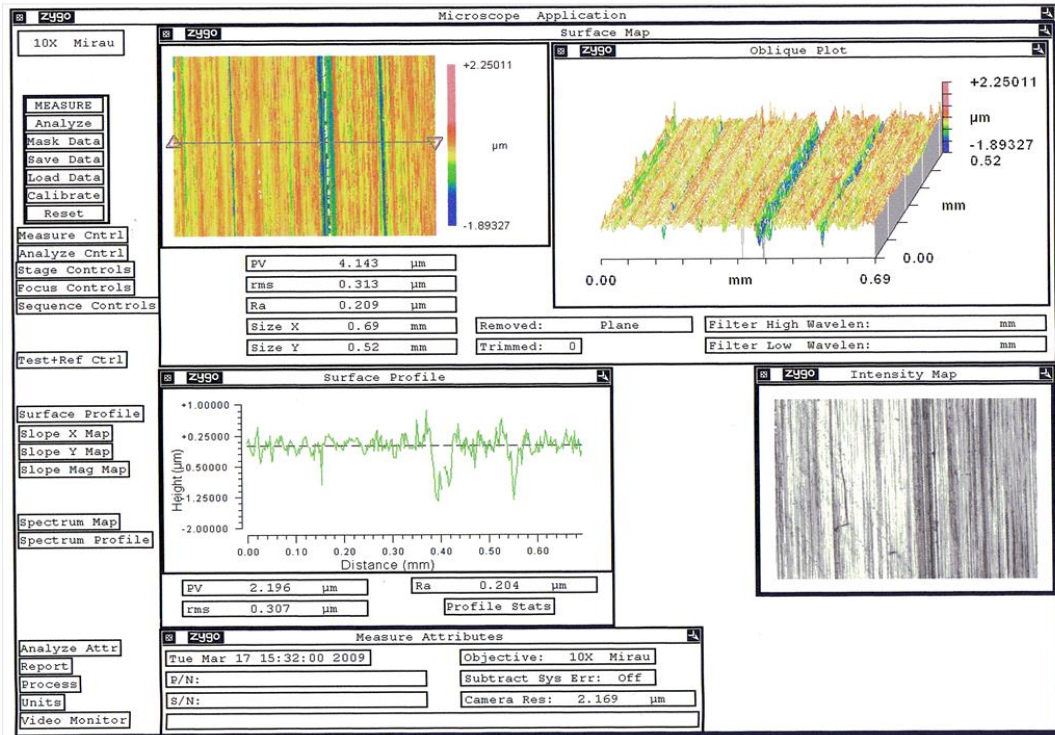 zygo Microscope Application
10X Mirau
MEASURE
Analyze
Mask Data
Save Data
Load Data
Calibrate
Reset
Measure Cntrl
Analyze Cntrl
Stage Controls
Focus Controls
Sequence Controls
Test+Ref Ctrl
Surface Profile
Slope X Map
Slope Y Map
Slope Mag Map
Spectrum Map
Spectrum Profile
Analyze Attr
Report
Process
Units
Video Monitor
zygo Surface Map
+2.25011
µm
-1.89327
zygo Oblique Plot
+2.25011
µm
-1.89327
0.52
mm
0.00
0.00 mm 0.69
PV 4.143 µm
rms 0.313 µm
Ra 0.209 µm
Size X 0.69 mm
Size Y 0.52 mm
Removed: Plane
Trimmed: 0
Filter High Wavelen: mm
Filter Low Wavelen: mm
zygo Surface Profile
+1.00000
+0.25000
-0.50000
-1.25000
-2.00000
Height (µm)
0.00 0.10 0.20 0.30 0.40 0.50 0.60
Distance (mm)
PV 2.196 µm
rms 0.307 µm
Ra 0.204 µm
Profile Stats
zygo Intensity Map
zygo Measure Attributes
Tue Mar 17 15:32:00 2009
P/N:
S/N:
Objective: 10X Mirau
Subtract Sys Err: Off
Camera Res: 2.169 µm